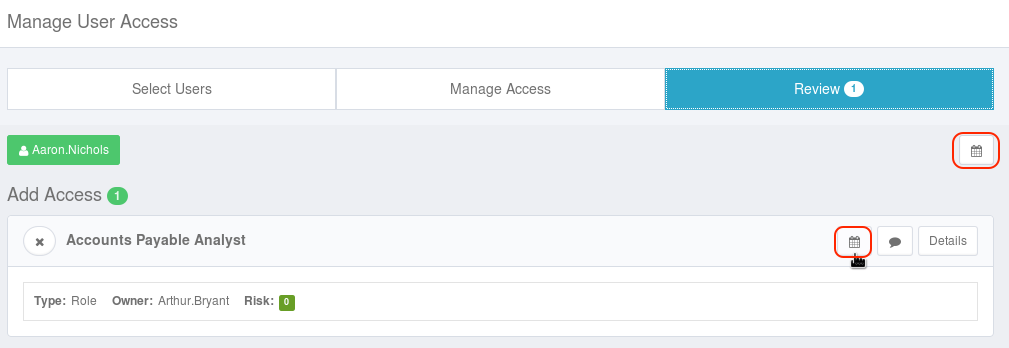 Manage User Access
Select Users
Manage Access
Review 1
Aaron.Nichols
Add Access 1
Accounts Payable Analyst
Details
Type: Role Owner: Arthur.Bryant Risk: 0